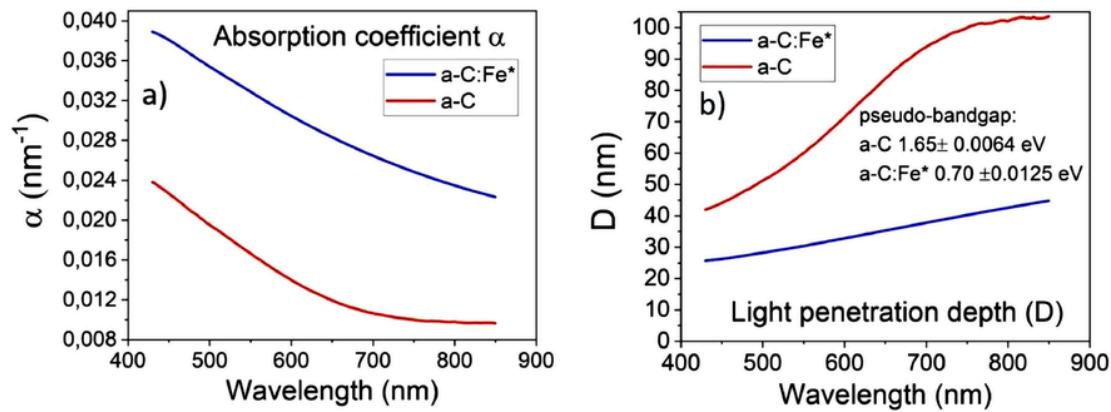 Absorption coefficient α
a-C:Fe*
a-C
a)
0,040
0,036
0,032
0,028
0,024
0,020
0,016
0,012
0,008
α (nm⁻¹)
400 500 600 700 800 900
Wavelength (nm)
a-C:Fe*
a-C
b)
pseudo-bandgap:
a-C 1.65± 0.0064 eV
a-C:Fe* 0.70 ±0.0125 eV
Light penetration depth (D)
100
90
80
70
60
50
40
30
20
10
0
D (nm)
400 500 600 700 800 900
Wavelength (nm)